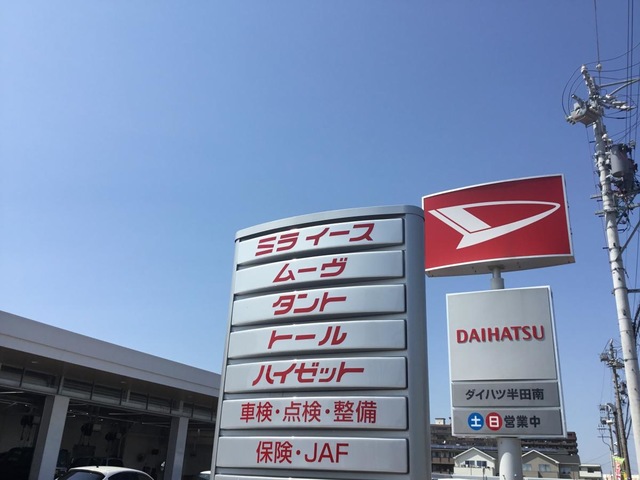 ミライース
ムーヴ
タント
トール
ハイゼット
車検・点検・整備
保険・JAF
DAIHATSU
ダイハツ半田南
土日営業中